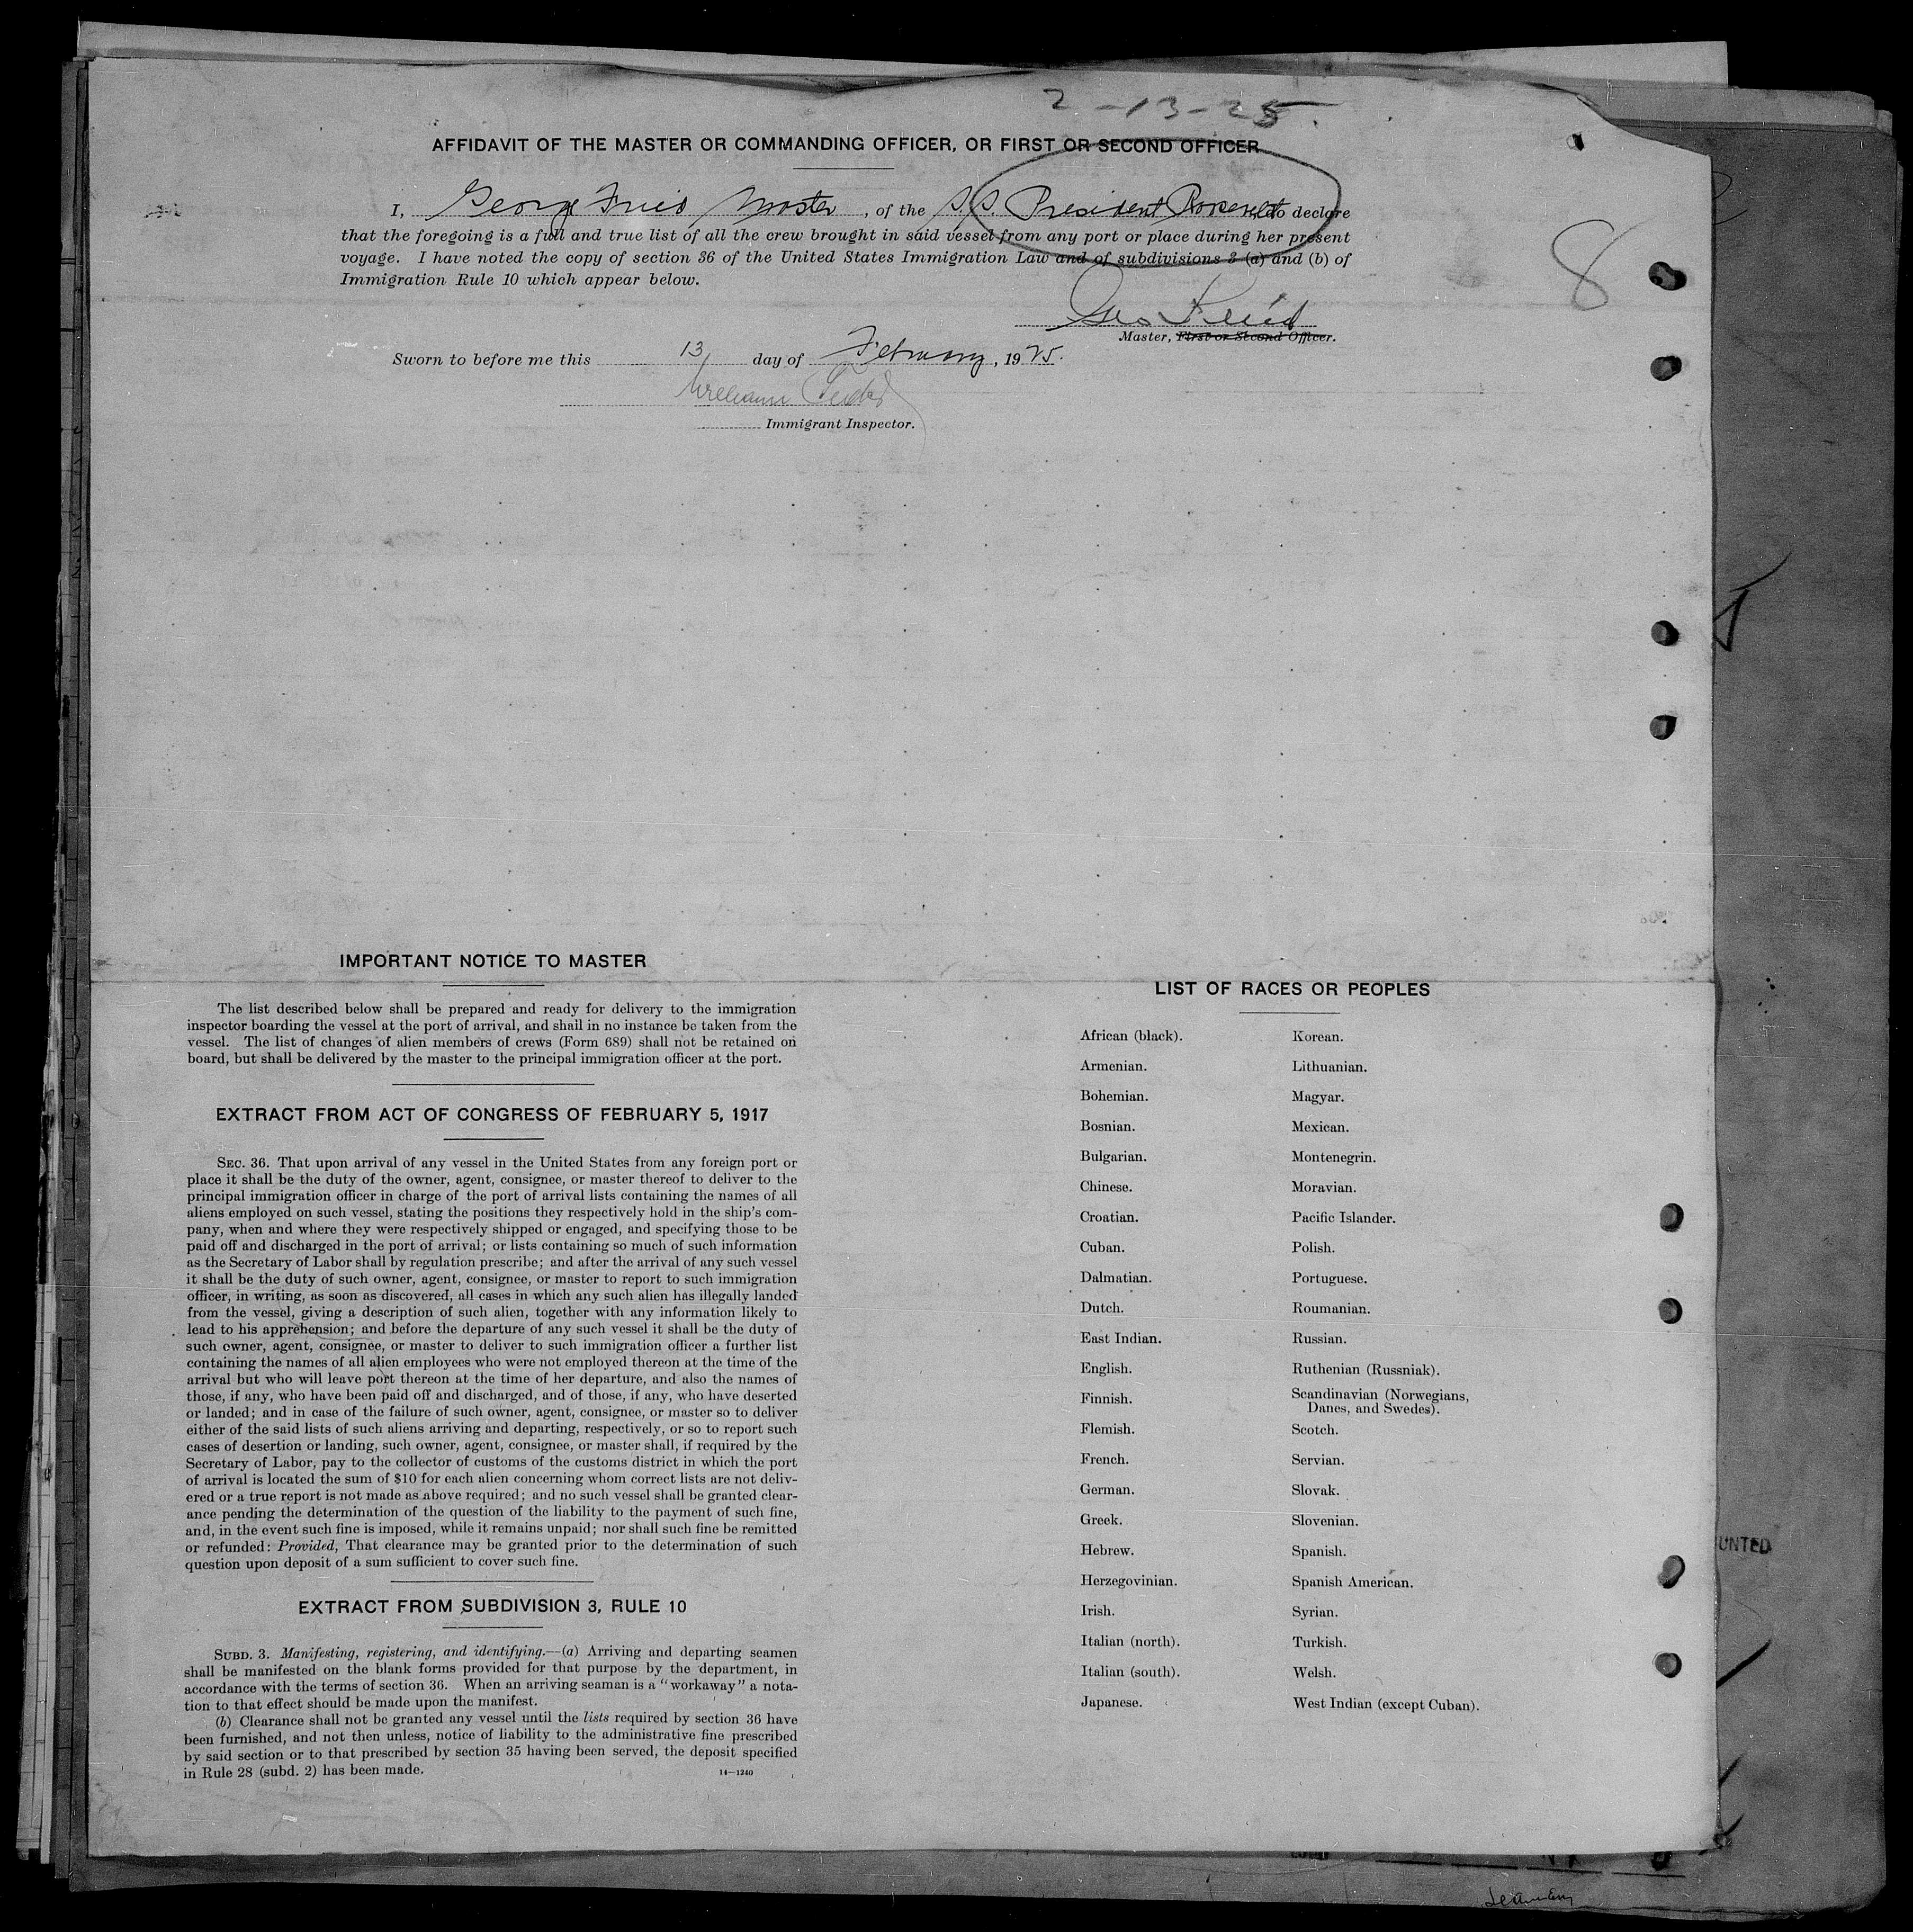 2-13-25.
AFFIDAVIT OF THE MASTER OR COMMANDING OFFICER, OR FIRST OR SECOND OFFICER
I, George Fried Master, of the S.S. President Roosevelt do declare
that the foregoing is a full and true list of all the crew brought in said vessel from any port or place during her present
voyage. I have noted the copy of section 36 of the United States Immigration Law and of subdivisions 3 (a) and (b) of
Immigration Rule 10 which appear below.
8
Geo Fried
Master, First or Second Officer.
Sworn to before me this 13 day of February, 1925.
William
Immigrant Inspector.
IMPORTANT NOTICE TO MASTER
The list described below shall be prepared and ready for delivery to the immigration
inspector boarding the vessel at the port of arrival, and shall in no instance be taken from the
vessel. The list of changes of alien members of crews (Form 689) shall not be retained on
board, but shall be delivered by the master to the principal immigration officer at the port.
EXTRACT FROM ACT OF CONGRESS OF FEBRUARY 5, 1917
SEC. 36. That upon arrival of any vessel in the United States from any foreign port or
place it shall be the duty of the owner, agent, consignee, or master thereof to deliver to the
principal immigration officer in charge of the port of arrival lists containing the names of all
aliens employed on such vessel, stating the positions they respectively hold in the ship's com-
pany, when and where they were respectively shipped or engaged, and specifying those to be
paid off and discharged in the port of arrival; or lists containing so much of such information
as the Secretary of Labor shall by regulation prescribe; and after the arrival of any such vessel
it shall be the duty of such owner, agent, consignee, or master to report to such immigration
officer, in writing, as soon as discovered, all cases in which any such alien has illegally landed
from the vessel, giving a description of such alien, together with any information likely to
lead to his apprehension; and before the departure of any such vessel it shall be the duty of
such owner, agent, consignee, or master to deliver to such immigration officer a further list
containing the names of all alien employees who were not employed thereon at the time of the
arrival but who will leave port thereon at the time of her departure, and also the names of
those, if any, who have been paid off and discharged, and of those, if any, who have deserted
or landed; and in case of the failure of such owner, agent, consignee, or master so to deliver
either of the said lists of such aliens arriving and departing, respectively, or so to report such
cases of desertion or landing, such owner, agent, consignee, or master shall, if required by the
Secretary of Labor, pay to the collector of customs of the customs district in which the port
of arrival is located the sum of $10 for each alien concerning whom correct lists are not deliv-
ered or a true report is not made as above required; and no such vessel shall be granted clear-
ance pending the determination of the question of the liability to the payment of such fine,
and, in the event such fine is imposed, while it remains unpaid; nor shall such fine be remitted
or refunded: Provided, That clearance may be granted prior to the determination of such
question upon deposit of a sum sufficient to cover such fine.
EXTRACT FROM SUBDIVISION 3, RULE 10
SUBD. 3. Manifesting, registering, and identifying.—(a) Arriving and departing seamen
shall be manifested on the blank forms provided for that purpose by the department, in
accordance with the terms of section 36. When an arriving seaman is a "workaway" a nota-
tion to that effect should be made upon the manifest.
(b) Clearance shall not be granted any vessel until the lists required by section 36 have
been furnished, and not then unless, notice of liability to the administrative fine prescribed
by said section or to that prescribed by section 35 having been served, the deposit specified
in Rule 28 (subd. 2) has been made.
14—1240
LIST OF RACES OR PEOPLES
African (black).
Armenian.
Bohemian.
Bosnian.
Bulgarian.
Chinese.
Croatian.
Cuban.
Dalmatian.
Dutch.
East Indian.
English.
Finnish.
Flemish.
French.
German.
Greek.
Hebrew.
Herzegovinian.
Irish.
Italian (north).
Italian (south).
Japanese.
Korean.
Lithuanian.
Magyar.
Mexican.
Montenegrin.
Moravian.
Pacific Islander.
Polish.
Portuguese.
Roumanian.
Russian.
Ruthenian (Russniak).
Scandinavian (Norwegians,
Danes, and Swedes).
Scotch.
Servian.
Slovak.
Slovenian.
Spanish.
Spanish American.
Syrian.
Turkish.
Welsh.
West Indian (except Cuban).
UNTED